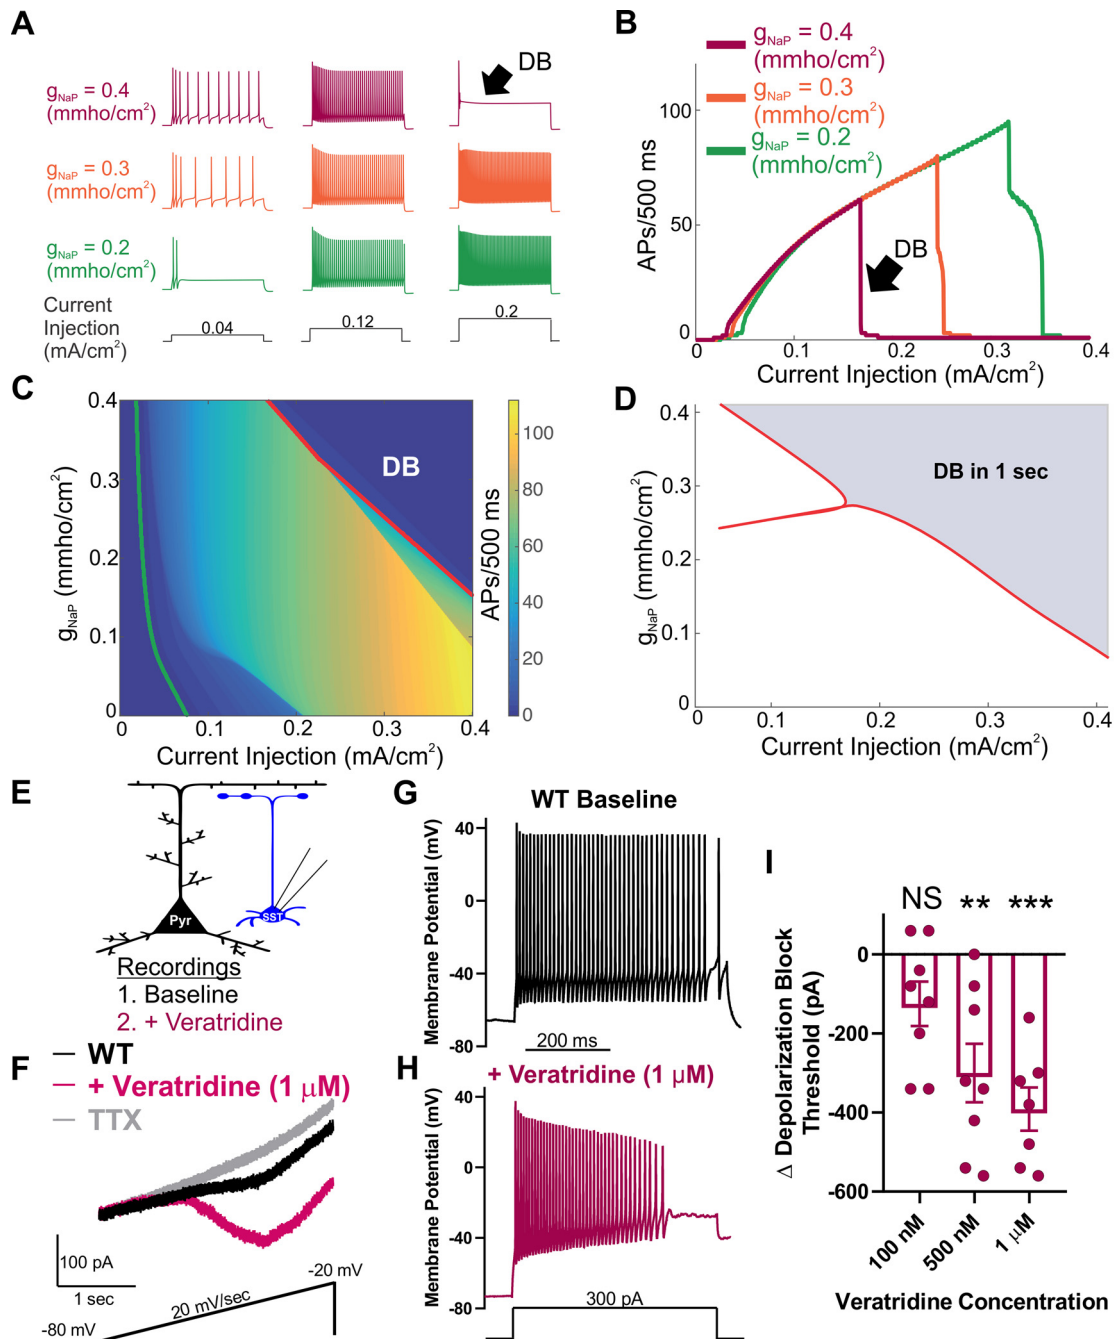 A
g_NaP = 0.4
(mmho/cm²)
DB
g_NaP = 0.3
(mmho/cm²)
g_NaP = 0.2
(mmho/cm²)
Current
Injection
(mA/cm²)
0.04
0.12
0.2
B
g_NaP = 0.4
(mmho/cm²)
g_NaP = 0.3
(mmho/cm²)
g_NaP = 0.2
(mmho/cm²)
DB
APs/500 ms
100
50
0
0
0.1
0.2
0.3
0.4
Current Injection (mA/cm²)
C
g_NaP (mmho/cm²)
0.4
0.3
0.2
0.1
0
DB
0
0.1
0.2
0.3
0.4
Current Injection (mA/cm²)
APs/500 ms
100
80
60
40
20
0
D
g_NaP (mmho/cm²)
0.4
0.3
0.2
0.1
0
DB in 1 sec
0
0.1
0.2
0.3
0.4
Current Injection (mA/cm²)
E
Pyr
SST
Recordings
1. Baseline
2. + Veratridine
F
WT
+ Veratridine (1 μM)
TTX
100 pA
1 sec
-80 mV
20 mV/sec
-20 mV
G
WT Baseline
Membrane Potential (mV)
40
0
-40
-80
200 ms
H
+ Veratridine (1 μM)
Membrane Potential (mV)
40
0
-40
-80
300 pA
I
NS
**
***
Δ Depolarization Block
Threshold (pA)
0
-200
-400
-600
100 nM
500 nM
1 μM
Veratridine Concentration